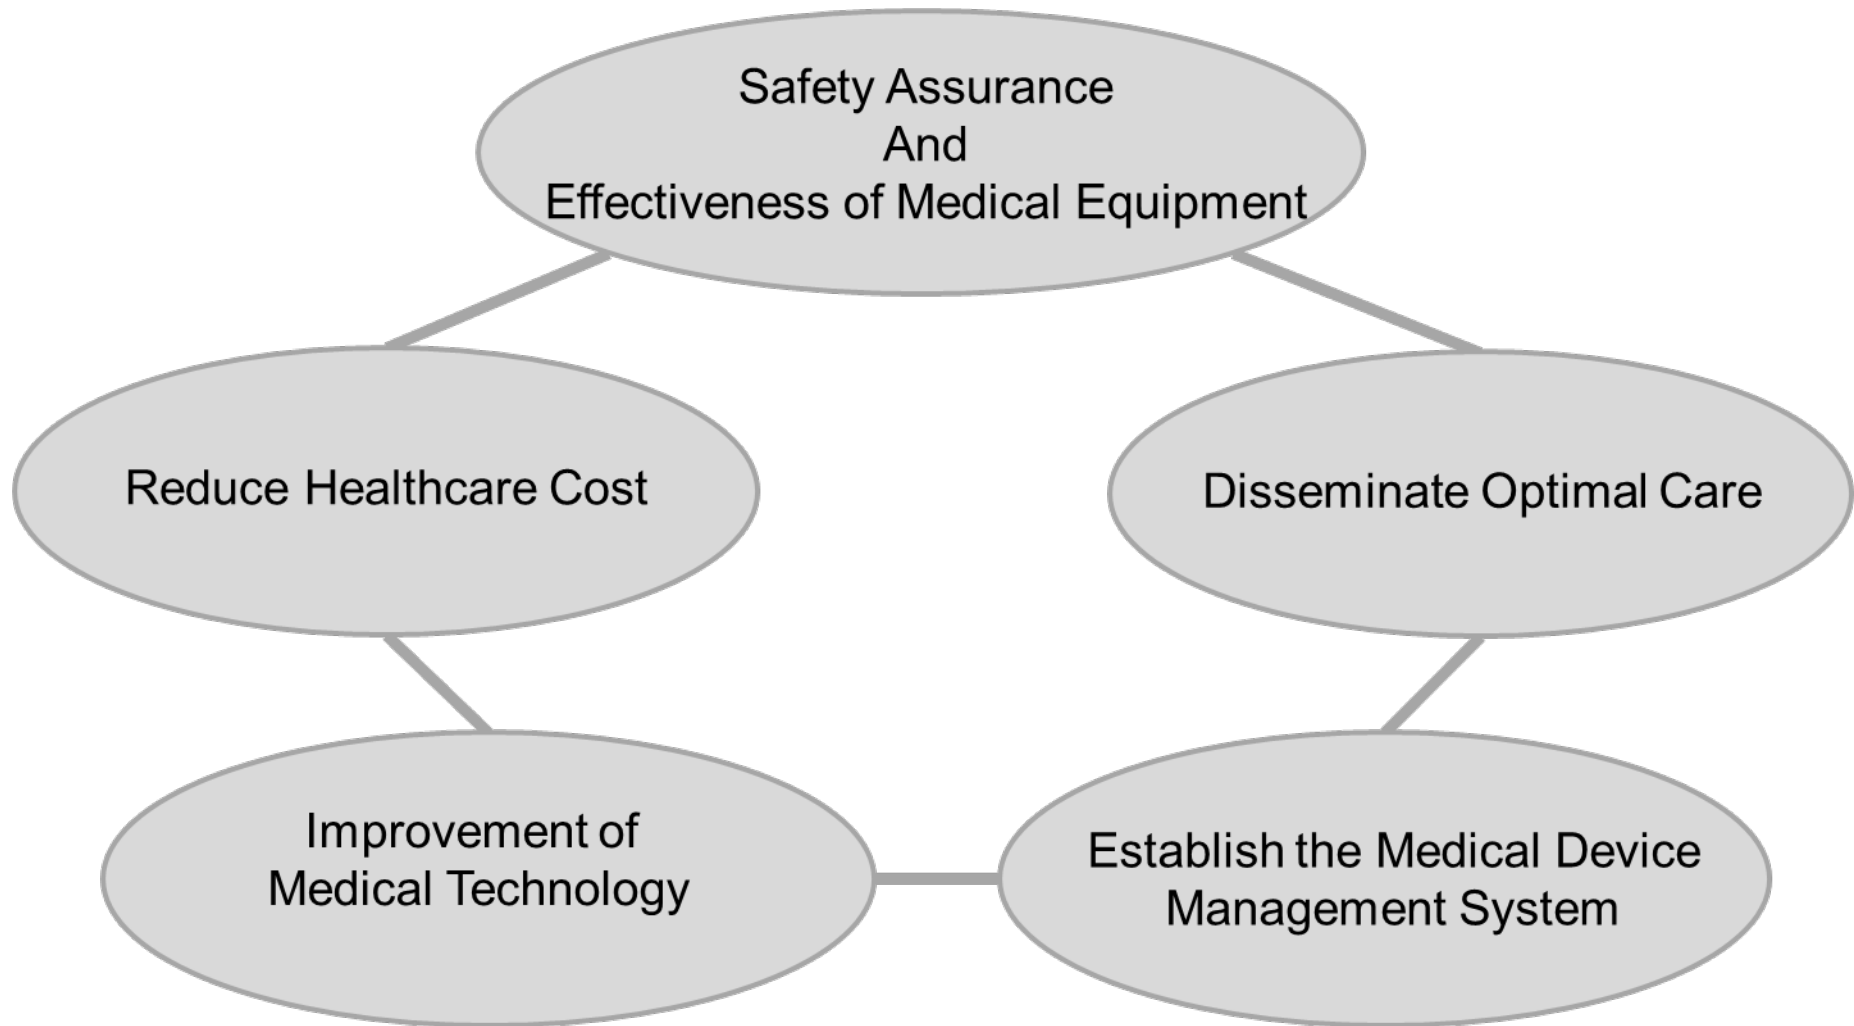 Safety Assurance
And
Effectiveness of Medical Equipment
Reduce Healthcare Cost
Disseminate Optimal Care
Improvement of
Medical Technology
Establish the Medical Device
Management System